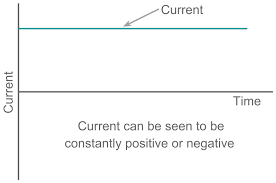 Current
Current
Time
Current can be seen to be
constantly positive or negative